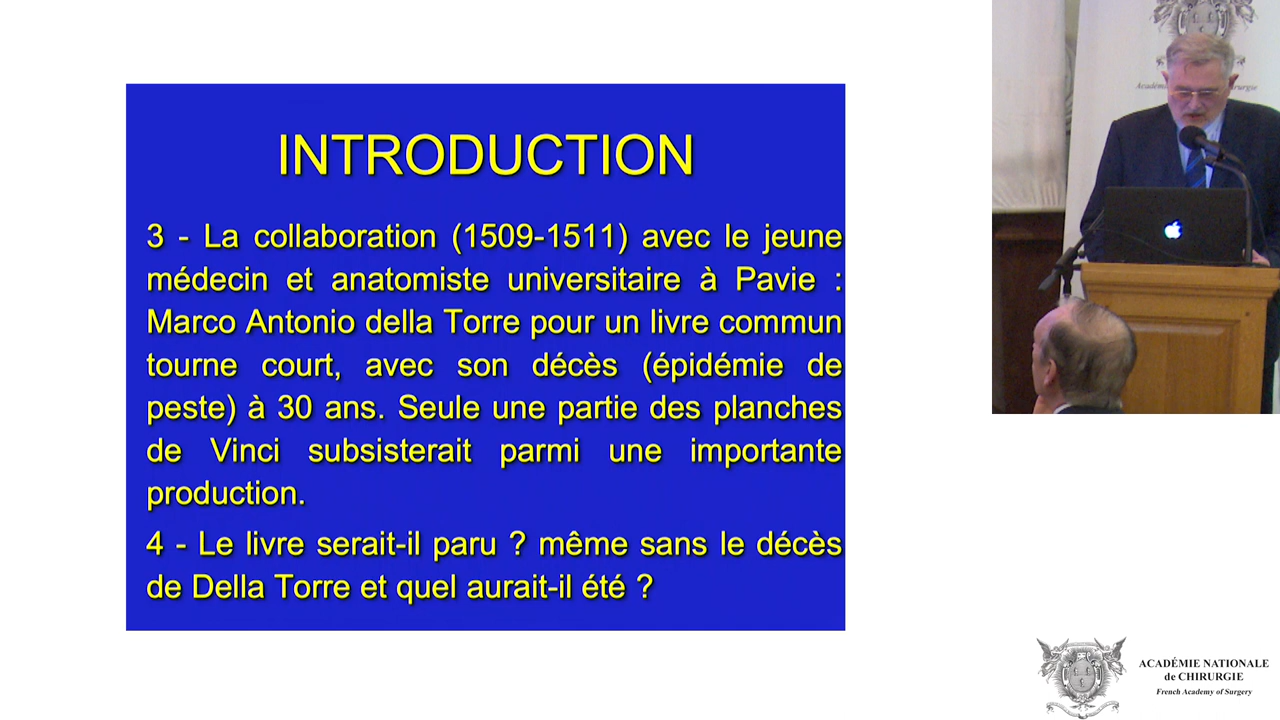 INTRODUCTION
3 - La collaboration (1509-1511) avec le jeune
médecin et anatomiste universitaire à Pavie :
Marco Antonio della Torre pour un livre commun
tourne court, avec son décès (épidémie de
peste) à 30 ans. Seule une partie des planches
de Vinci subsisterait parmi une importante
production.
4 - Le livre serait-il paru ? même sans le décès
de Della Torre et quel aurait-il été ?
ACADÉMIE NATIONALE
de CHIRURGIE
French Academy of Surgery